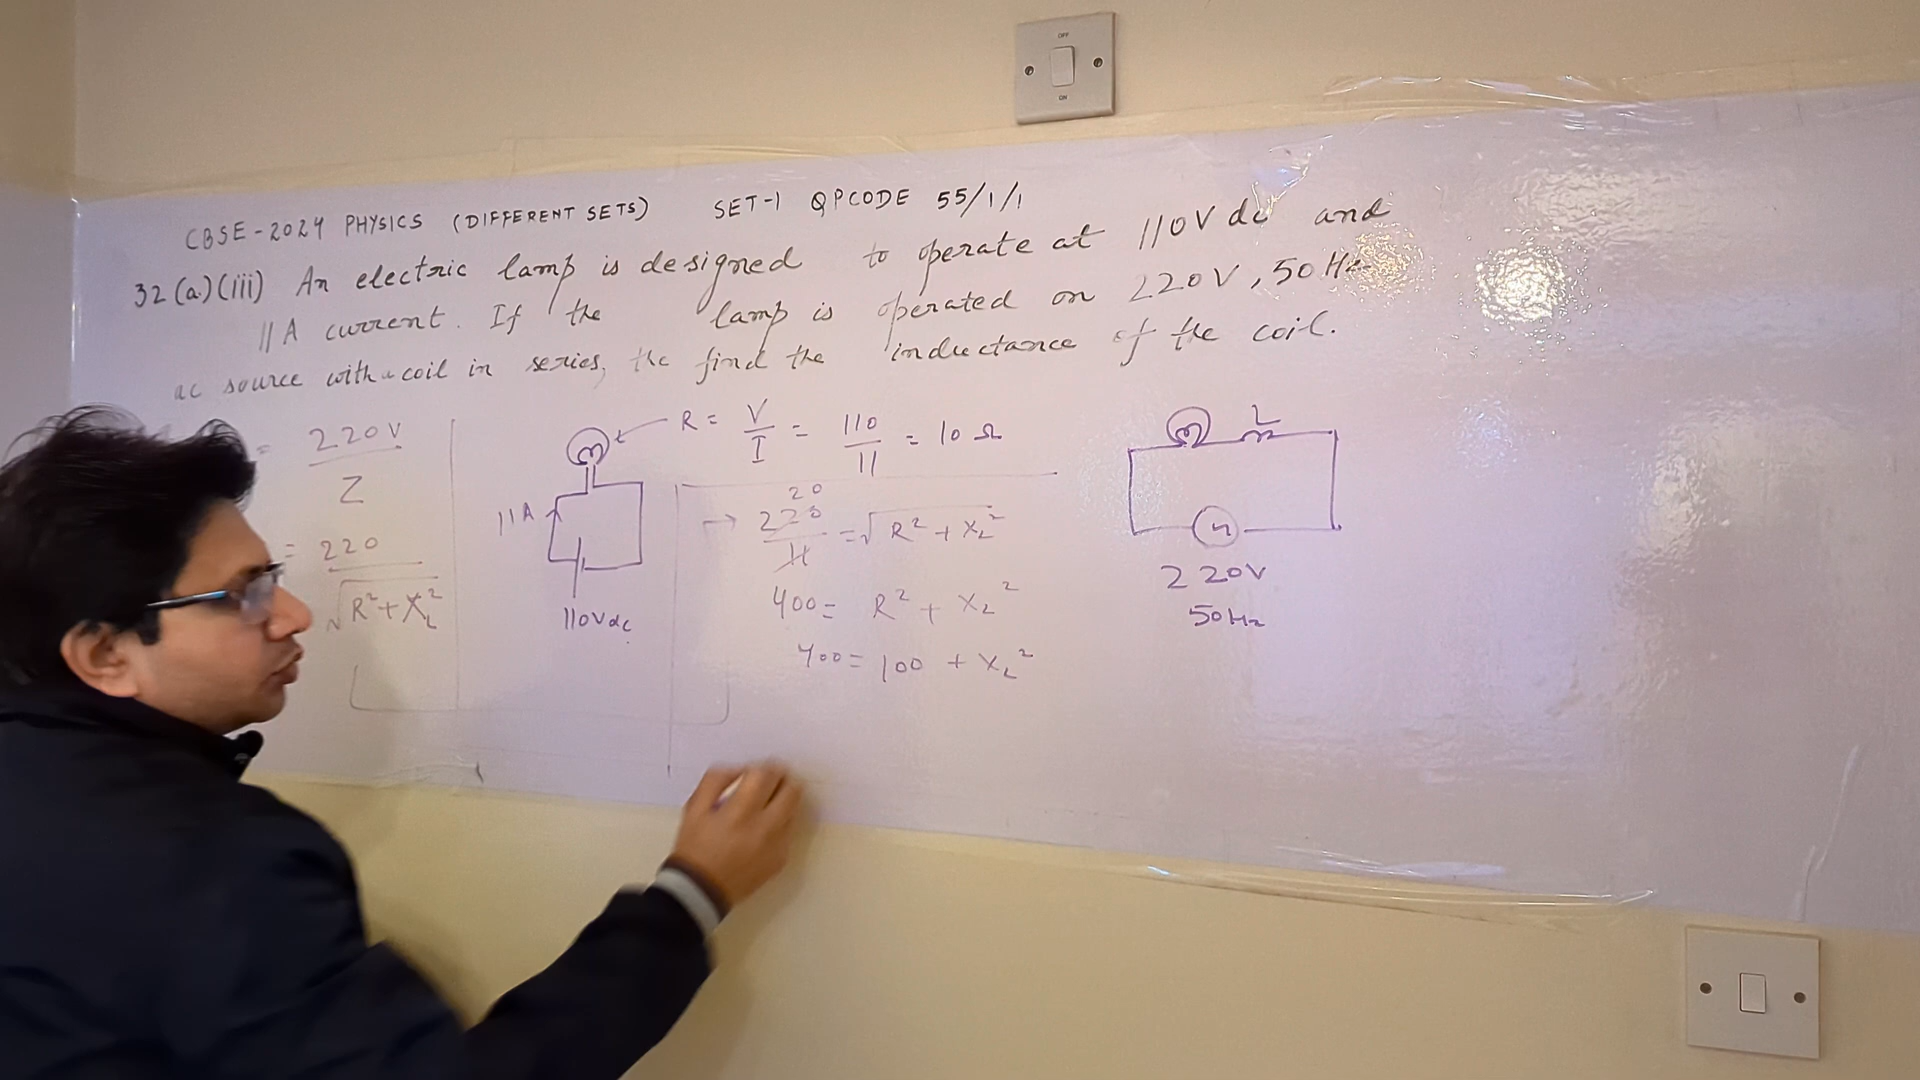 OFF
ON
CBSE-2024 PHYSICS (DIFFERENT SETS) SET-1 QPCODE 55/1/1
32(a)(iii) An electric lamp is designed to operate at 110V dc and
11A current. If the lamp is operated on 220V, 50Hz
ac source with a coil in series, the find the inductance of the coil.
= 220V / Z
= 220 / √R²+X_L²
11A
110V dc
R = V/I = 110/11 = 10 Ω
20
→ 220/11 = √R²+X_L²
400 = R² + X_L²
400 = 100 + X_L²
L
220V
50Hz